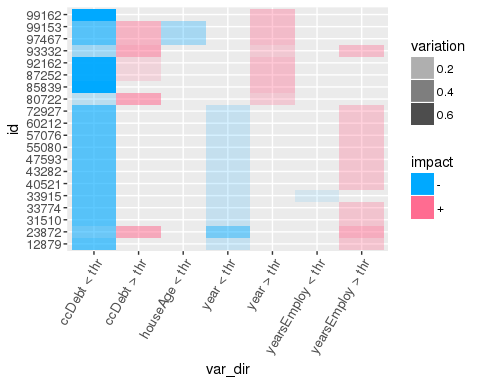 99162
99153
97467
93332
92162
87252
85839
80722
72927
60212
57076
55080
47593
43282
40521
33915
33774
31510
23872
12879
id
ccDebt < thr
ccDebt > thr
houseAge < thr
year < thr
year > thr
yearsEmploy < thr
yearsEmploy > thr
var_dir
variation
0.2
0.4
0.6
impact
-
+